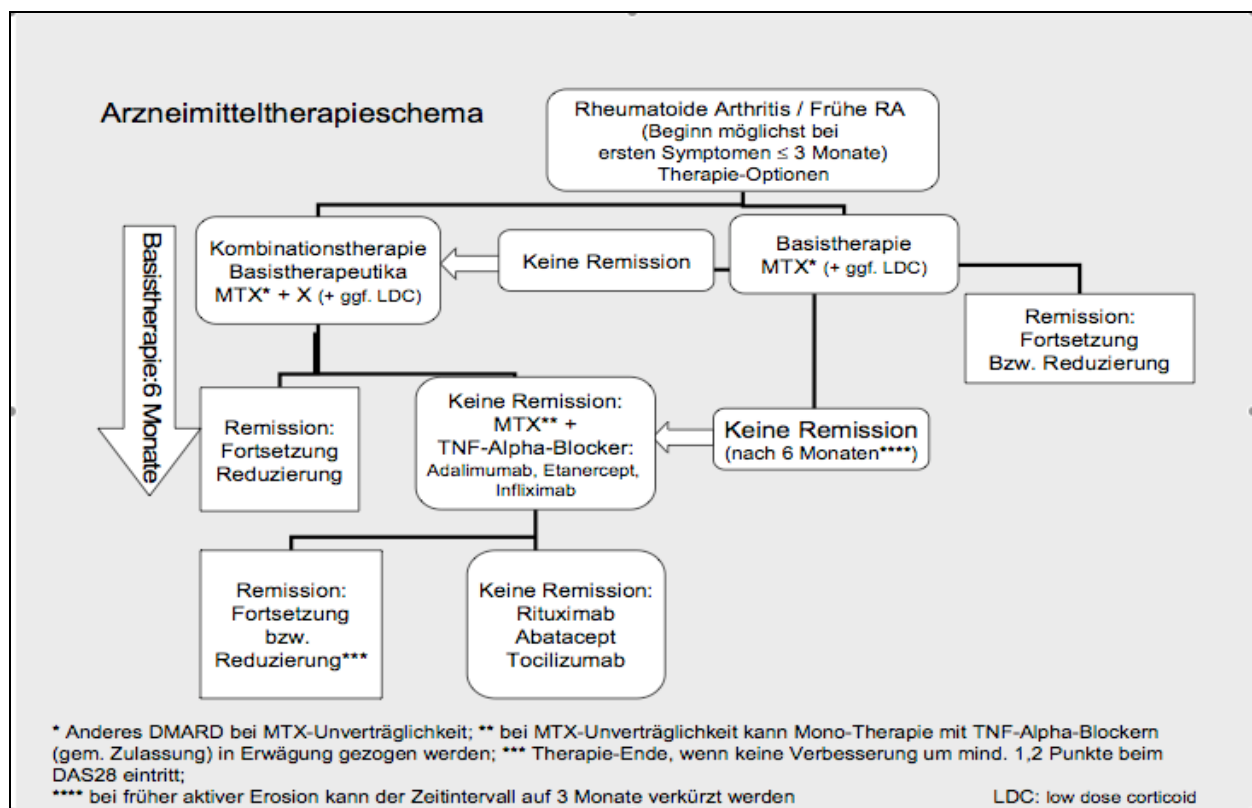 Arzneimitteltherapieschema
Rheumatoide Arthritis / Frühe RA
(Beginn möglichst bei
ersten Symptomen ≤ 3 Monate)
Therapie-Optionen
Basistherapie:6 Monate
Kombinationstherapie
Basistherapeutika
MTX* + X (+ ggf. LDC)
Keine Remission
Basistherapie
MTX* (+ ggf. LDC)
Remission:
Fortsetzung
Bzw. Reduzierung
Remission:
Fortsetzung
Reduzierung
Keine Remission:
MTX** +
TNF-Alpha-Blocker:
Adalimumab, Etanercept,
Infliximab
Keine Remission
(nach 6 Monaten****)
Remission:
Fortsetzung
bzw.
Reduzierung***
Keine Remission:
Rituximab
Abatacept
Tocilizumab
* Anderes DMARD bei MTX-Unverträglichkeit; ** bei MTX-Unverträglichkeit kann Mono-Therapie mit TNF-Alpha-Blockern
(gem. Zulassung) in Erwägung gezogen werden; *** Therapie-Ende, wenn keine Verbesserung um mind. 1,2 Punkte beim
DAS28 eintritt;
**** bei früher aktiver Erosion kann der Zeitintervall auf 3 Monate verkürzt werden
LDC: low dose corticoid